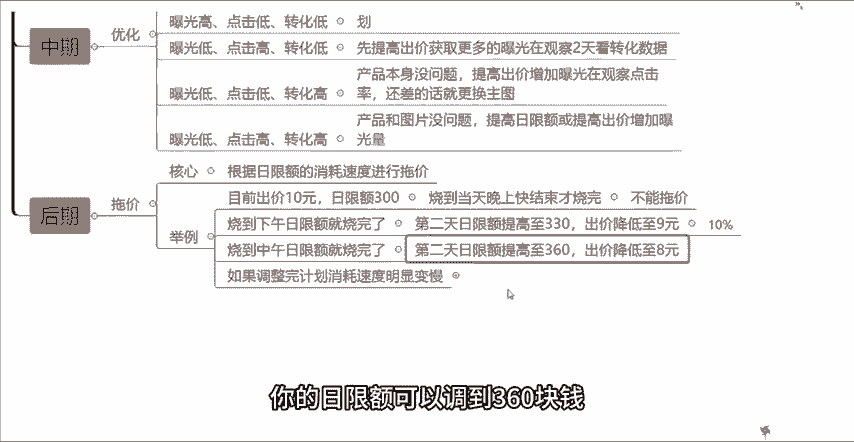 中期
优化
曝光高、点击低、转化低
划
曝光低、点击高、转化低
先提高出价获取更多的曝光在观察2天看转化数据
曝光低、点击低、转化高
产品本身没问题，提高出价增加曝光在观察点击
率，还差的话就更换主图
曝光低、点击高、转化高
产品和图片没问题，提高日限额或提高出价增加曝
光量
后期
拖价
核心
根据日限额的消耗速度进行拖价
举例
目前出价10元，日限额300
烧到当天晚上快结束才烧完
不能拖价
烧到下午日限额就烧完了
第二天日限额提高至330，出价降低至9元
10%
烧到中午日限额就烧完了
第二天日限额提高至360，出价降低至8元
如果调整完计划消耗速度明显变慢
你的日限额可以调到360块钱